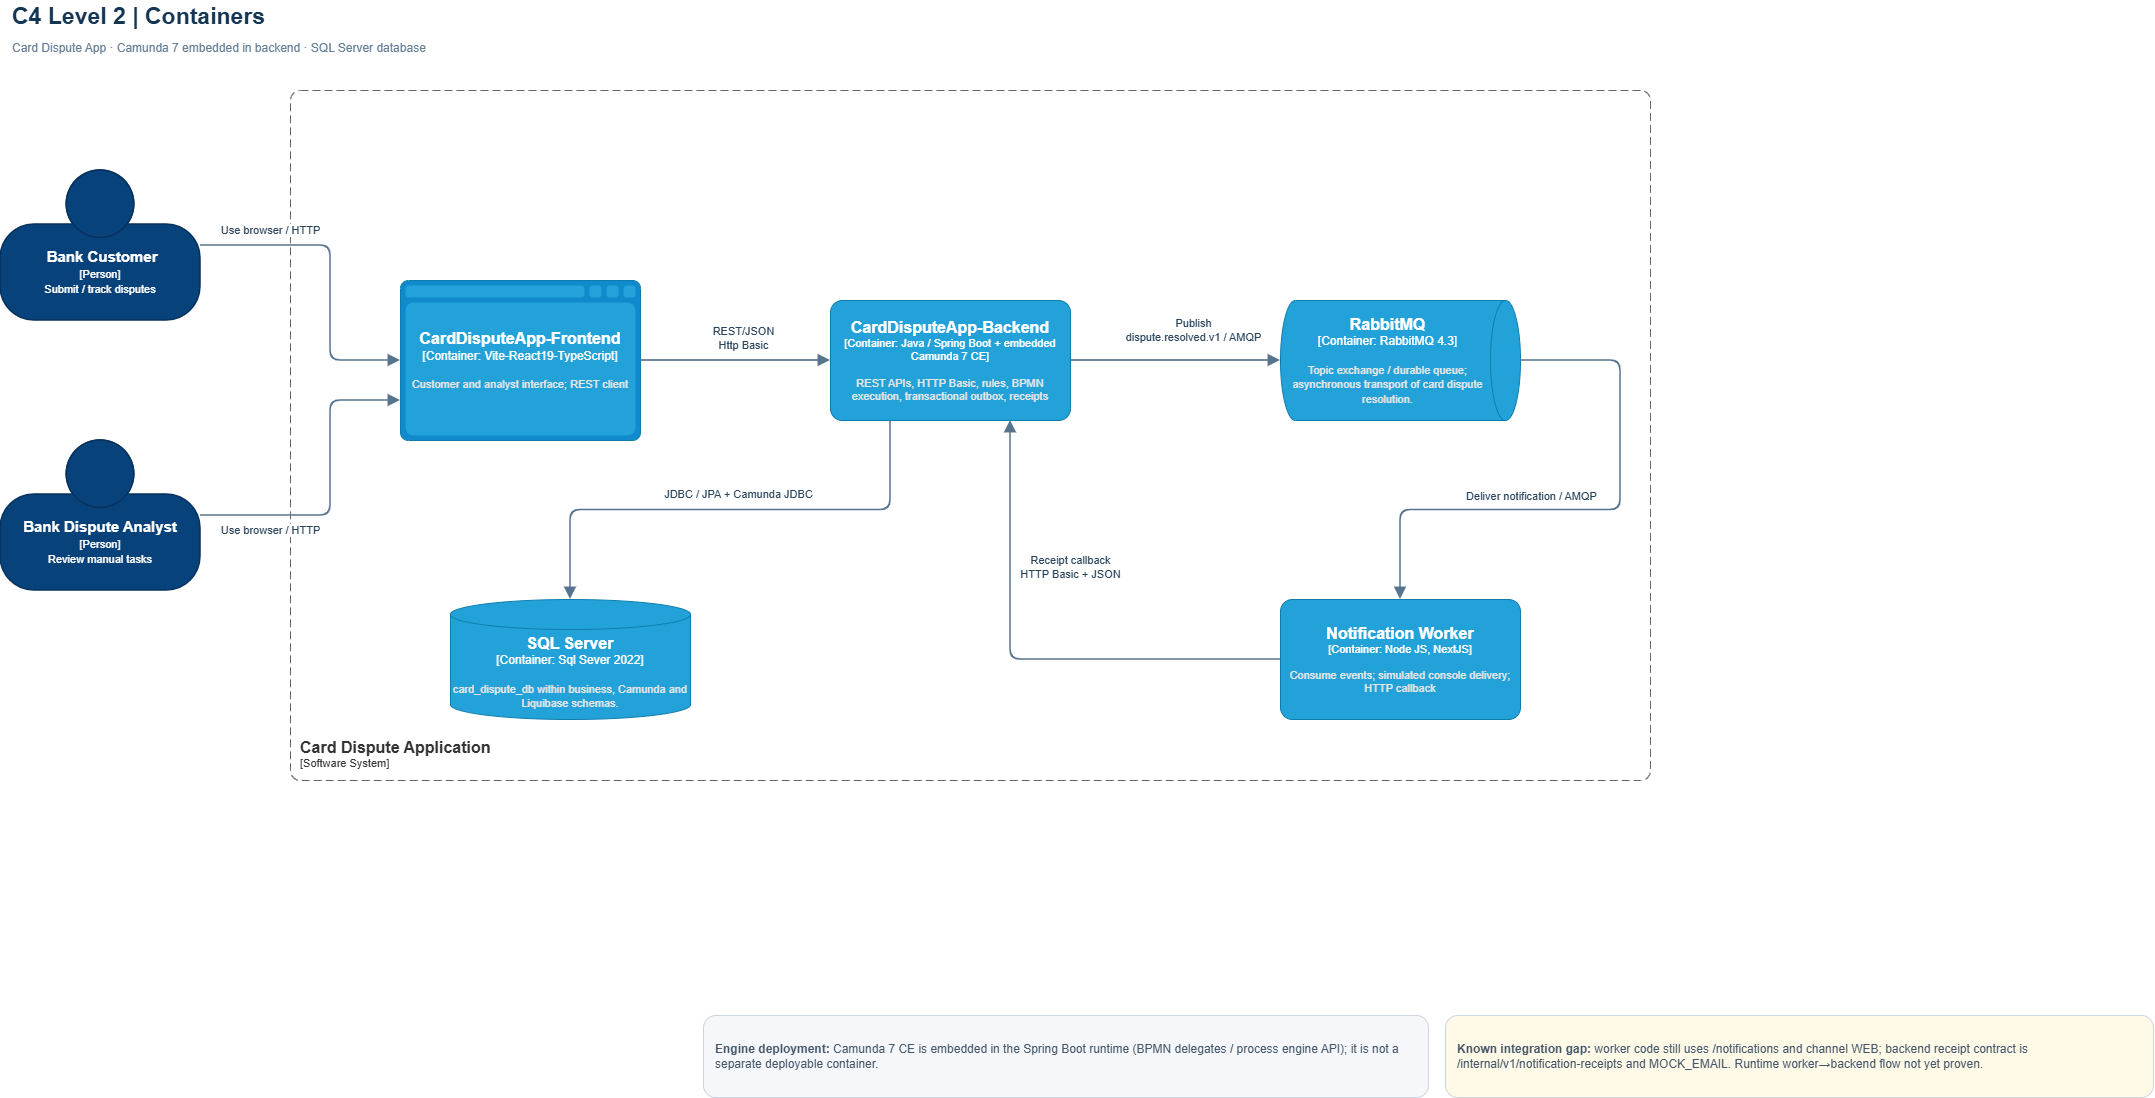 C4 Level 2 | Containers
Card Dispute App · Camunda 7 embedded in backend · SQL Server database
Use browser / HTTP
Bank Customer
[Person]
Submit / track disputes
CardDisputeApp-Frontend
[Container: Vite-React19-TypeScript]
Customer and analyst interface; REST client
REST/JSON
Http Basic
CardDisputeApp-Backend
[Container: Java / Spring Boot + embedded
Camunda 7 CE]
REST APIs, HTTP Basic, rules, BPMN
execution, transactional outbox, receipts
Publish
dispute.resolved.v1 / AMQP
RabbitMQ
[Container: RabbitMQ 4.3]
Topic exchange / durable queue;
asynchronous transport of card dispute
resolution.
Bank Dispute Analyst
[Person]
Review manual tasks
Use browser / HTTP
JDBC / JPA + Camunda JDBC
Deliver notification / AMQP
Receipt callback
HTTP Basic + JSON
SQL Server
[Container: Sql Sever 2022]
card_dispute_db within business, Camunda and
Liquibase schemas.
Notification Worker
[Container: Node JS, NextJS]
Consume events; simulated console delivery;
HTTP callback
Card Dispute Application
[Software System]
Engine deployment: Camunda 7 CE is embedded in the Spring Boot runtime (BPMN delegates / process engine API); it is not a
separate deployable container.
Known integration gap: worker code still uses /notifications and channel WEB; backend receipt contract is
/internal/v1/notification-receipts and MOCK_EMAIL. Runtime worker→backend flow not yet proven.